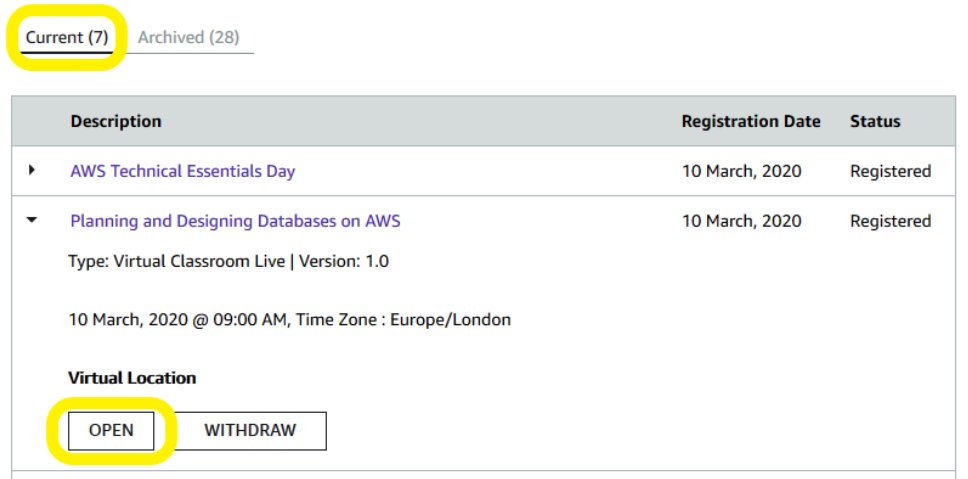 Current (7) Archived (28)
Description Registration Date Status
AWS Technical Essentials Day 10 March, 2020 Registered
Planning and Designing Databases on AWS 10 March, 2020 Registered
Type: Virtual Classroom Live | Version: 1.0
10 March, 2020 @ 09:00 AM, Time Zone : Europe/London
Virtual Location
OPEN WITHDRAW